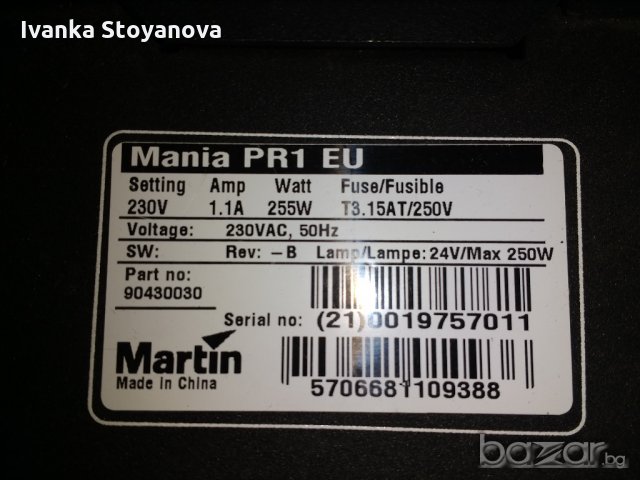 Ivanka Stoyanova
Mania PR1 EU
Setting Amp Watt Fuse/Fusible
230V 1.1A 255W T3.15AT/250V
Voltage: 230VAC, 50Hz
SW: Rev: -B Lamp/Lampe: 24V/Max 250W
Part no:
90430030
Serial no: (21)0019757011
Martin
Made In China
5706681109388
bazar.bg